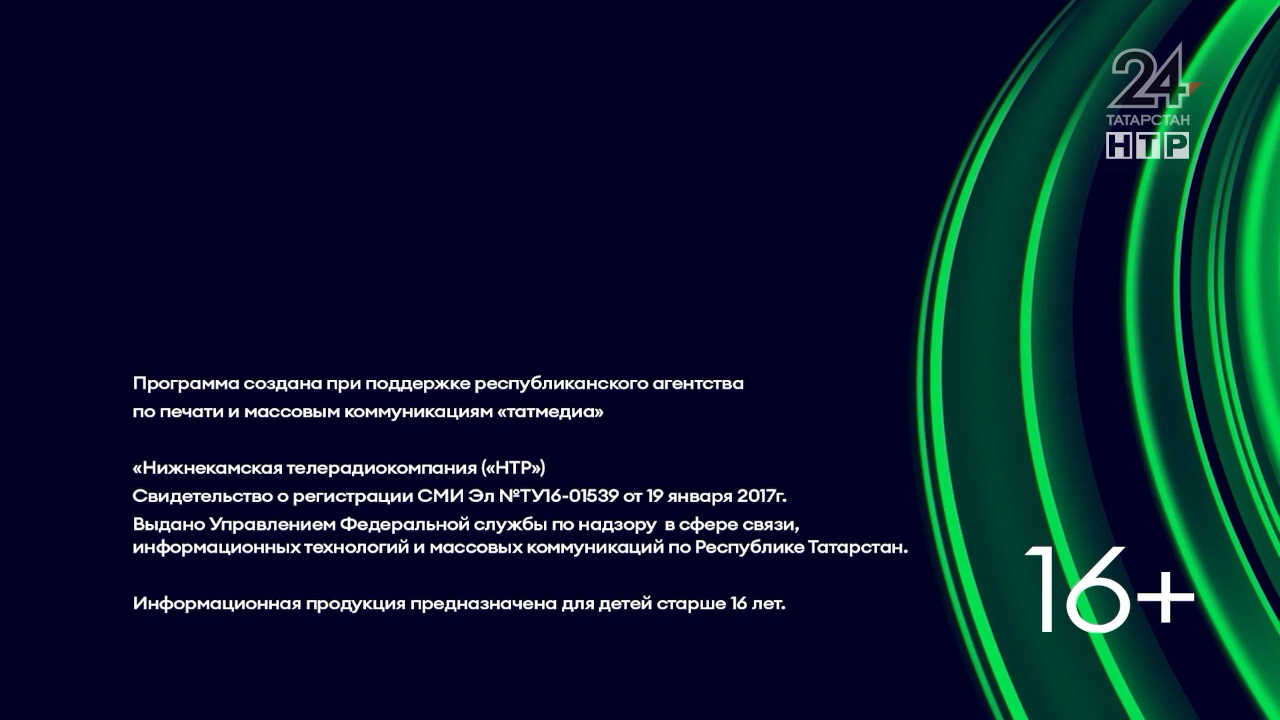 24
ТАТАРСТАН
НТР
Программа создана при поддержке республиканского агентства
по печати и массовым коммуникациям «татмедиа»
«Нижнекамская телерадиокомпания («НТР»)
Свидетельство о регистрации СМИ Эл №ТУ16-01539 от 19 января 2017г.
Выдано Управлением Федеральной службы по надзору  в сфере связи,
информационных технологий и массовых коммуникаций по Республике Татарстан.
Информационная продукция предназначена для детей старше 16 лет.
16+